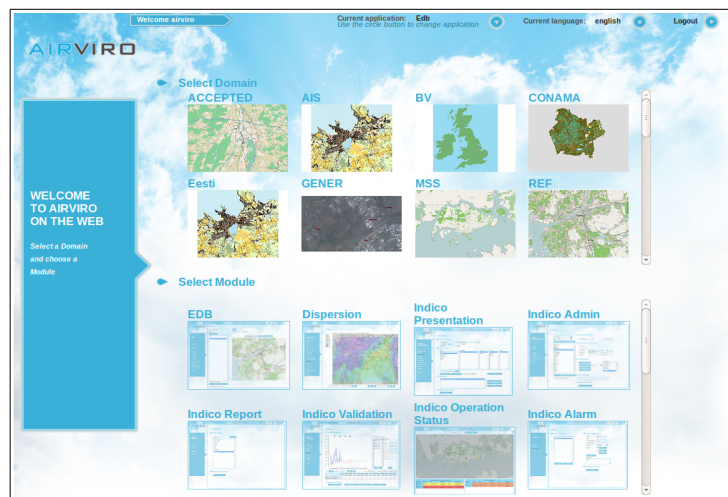 Welcome airviro
Current application: Edb
Use the circle button to change application
Current language: english
Logout
AIRVIRO
Select Domain
ACCEPTED
AIS
BV
CONAMA
WELCOME
TO AIRVIRO
ON THE WEB
Select a Domain
and choose a
Module
Eesti
GENER
MSS
REF
Select Module
EDB
Dispersion
Indico
Presentation
Indico Admin
Indico Report
Indico Validation
Indico Operation
Status
Indico Alarm